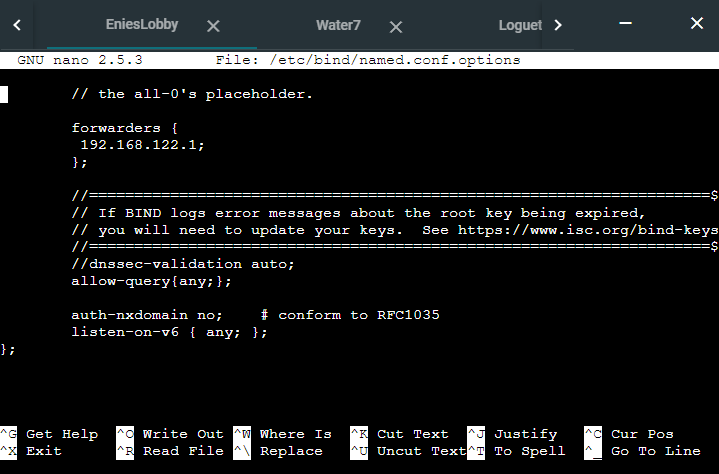 EniesLobby Water7 Loguet
GNU nano 2.5.3 File: /etc/bind/named.conf.options
// the all-0's placeholder.
forwarders {
192.168.122.1;
};
//=====================================================================$
// If BIND logs error messages about the root key being expired,
// you will need to update your keys.  See https://www.isc.org/bind-keys
//=====================================================================$
//dnssec-validation auto;
allow-query{any;};
auth-nxdomain no;    # conform to RFC1035
listen-on-v6 { any; };
};
^G Get Help ^O Write Out ^W Where Is ^K Cut Text ^J Justify ^C Cur Pos
^X Exit ^R Read File ^\ Replace ^U Uncut Text ^T To Spell ^_ Go To Line